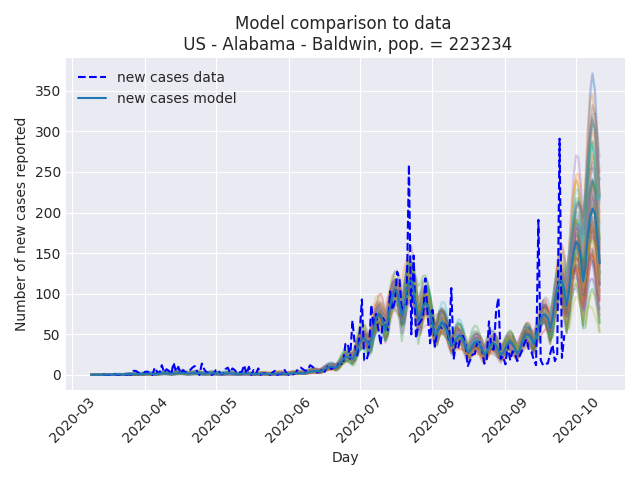 Model comparison to data
US - Alabama - Baldwin, pop. = 223234
new cases data
new cases model
Number of new cases reported
350
300
250
200
150
100
50
0
2020-03
2020-04
2020-05
2020-06
2020-07
2020-08
2020-09
2020-10
Day